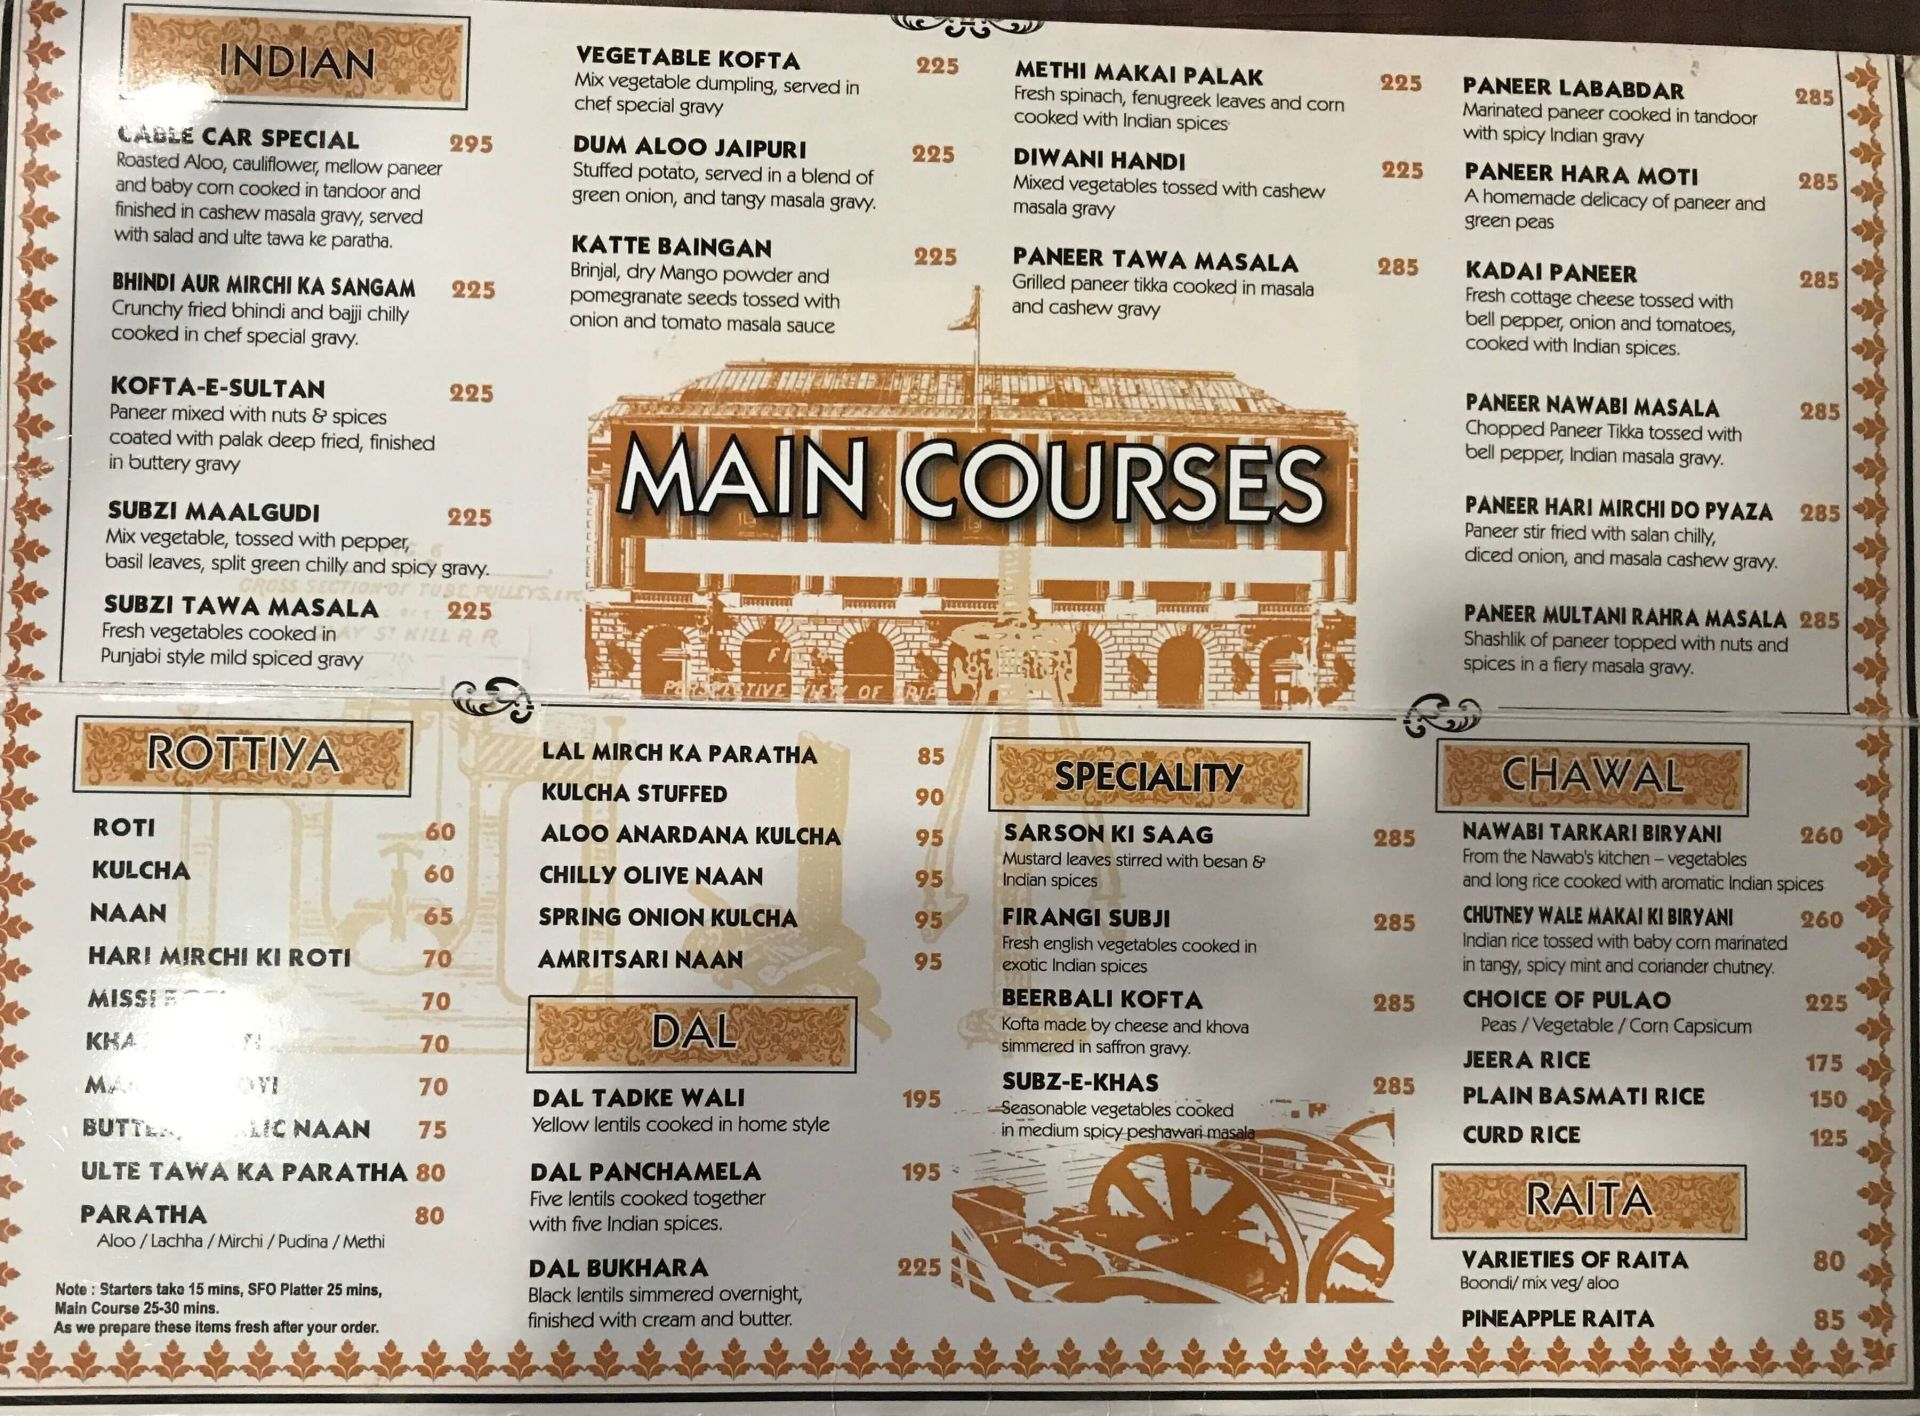 INDIAN
CABLE CAR SPECIAL 295
Roasted Aloo, cauliflower, mellow paneer
and baby corn cooked in tandoor and
finished in cashew masala gravy, served
with salad and ulte tawa ke paratha.
BHINDI AUR MIRCHI KA SANGAM 225
Crunchy fried bhindi and bajji chilly
cooked in chef special gravy.
KOFTA-E-SULTAN 225
Paneer mixed with nuts & spices
coated with palak deep fried, finished
in buttery gravy
SUBZI MAALGUDI 225
Mix vegetable, tossed with pepper,
basil leaves, split green chilly and spicy gravy.
SUBZI TAWA MASALA 225
Fresh vegetables cooked in
Punjabi style mild spiced gravy
VEGETABLE KOFTA 225
Mix vegetable dumpling, served in
chef special gravy
DUM ALOO JAIPURI 225
Stuffed potato, served in a blend of
green onion, and tangy masala gravy.
KATTE BAINGAN 225
Brinjal, dry Mango powder and
pomegranate seeds tossed with
onion and tomato masala sauce
METHI MAKAI PALAK 225
Fresh spinach, fenugreek leaves and corn
cooked with Indian spices
DIWANI HANDI 225
Mixed vegetables tossed with cashew
masala gravy
PANEER TAWA MASALA 285
Grilled paneer tikka cooked in masala
and cashew gravy
MAIN COURSES
CROSS SECTION OF TUBE, PULLEYS, ETC.
CLAY ST HILL R.R.
PERSPECTIVE VIEW OF GRIP
PANEER LABABDAR 285
Marinated paneer cooked in tandoor
with spicy Indian gravy
PANEER HARA MOTI 285
A homemade delicacy of paneer and
green peas
KADAI PANEER 285
Fresh cottage cheese tossed with
bell pepper, onion and tomatoes,
cooked with Indian spices.
PANEER NAWABI MASALA 285
Chopped Paneer Tikka tossed with
bell pepper, Indian masala gravy.
PANEER HARI MIRCHI DO PYAZA 285
Paneer stir fried with salan chilly,
diced onion, and masala cashew gravy.
PANEER MULTANI RAHRA MASALA 285
Shashlik of paneer topped with nuts and
spices in a fiery masala gravy.
ROTTIYA
ROTI 60
KULCHA 60
NAAN 65
HARI MIRCHI KI ROTI 70
MISSI 70
70
70
NAAN 75
ULTE TAWA KA PARATHA 80
PARATHA 80
Aloo / Lachha / Mirchi / Pudina / Methi
Note : Starters take 15 mins, SFO Platter 25 mins,
Main Course 25-30 mins.
As we prepare these items fresh after your order.
LAL MIRCH KA PARATHA 85
KULCHA STUFFED 90
ALOO ANARDANA KULCHA 95
CHILLY OLIVE NAAN 95
SPRING ONION KULCHA 95
AMRITSARI NAAN 95
DAL
DAL TADKE WALI 195
Yellow lentils cooked in home style
DAL PANCHAMELA 195
Five lentils cooked together
with five Indian spices.
DAL BUKHARA 225
Black lentils simmered overnight,
finished with cream and butter.
SPECIALITY
SARSON KI SAAG 285
Mustard leaves stirred with besan &
Indian spices
FIRANGI SUBJI 285
Fresh english vegetables cooked in
exotic Indian spices
BEERBALI KOFTA 285
Kofta made by cheese and khova
simmered in saffron gravy.
SUBZ-E-KHAS 285
Seasonable vegetables cooked
in medium spicy peshawari masala
CHAWAL
NAWABI TARKARI BIRYANI 260
From the Nawab's kitchen – vegetables
and long rice cooked with aromatic Indian spices
CHUTNEY WALE MAKAI KI BIRYANI 260
Indian rice tossed with baby corn marinated
in tangy, spicy mint and coriander chutney.
CHOICE OF PULAO 225
Peas / Vegetable / Corn Capsicum
JEERA RICE 175
PLAIN BASMATI RICE 150
CURD RICE 125
RAITA
VARIETIES OF RAITA 80
Boondi/ mix veg/ aloo
PINEAPPLE RAITA 85